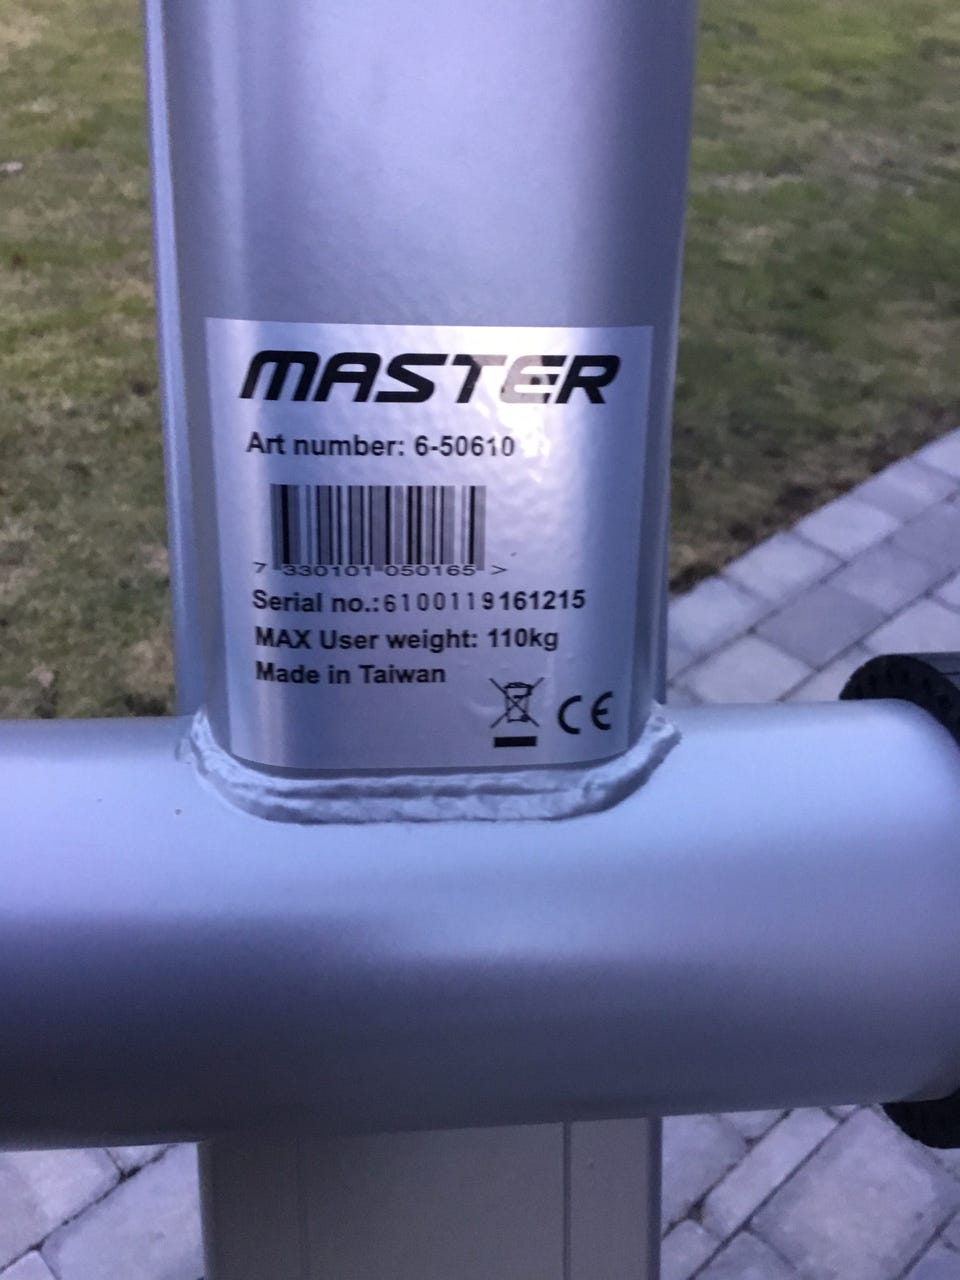 MASTER
Art number: 6-50610
7 330101 050165 >
Serial no.:6100119161215
MAX User weight: 110kg
Made in Taiwan
CE